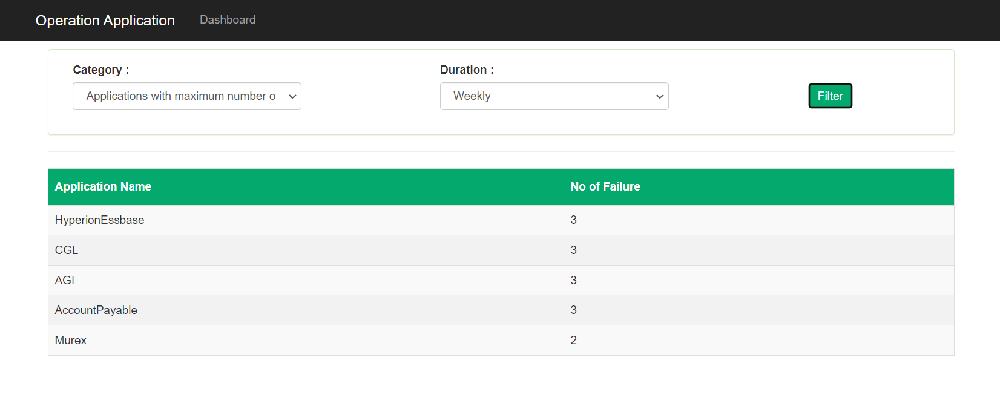 Operation Application Dashboard
Category : Duration :
Applications with maximum number o Weekly Filter
Application Name No of Failure
HyperionEssbase 3
CGL 3
AGI 3
AccountPayable 3
Murex 2